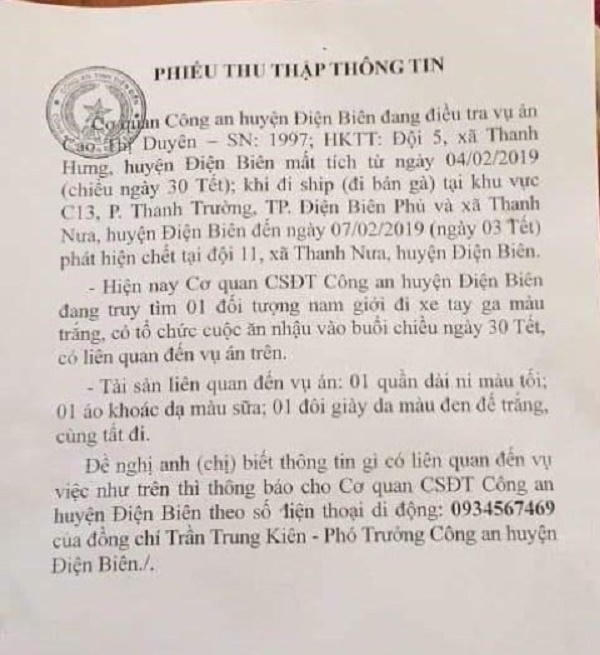 PHIẾU THU THẬP THÔNG TIN
CÔNG AN TỈNH ĐIỆN BIÊN
Cơ quan Công an huyện Điện Biên đang điều tra vụ án
Cao Thị Duyên – SN: 1997; HKTT: Đội 5, xã Thanh
Hưng, huyện Điện Biên mất tích từ ngày 04/02/2019
(chiều ngày 30 Tết); khi đi ship (đi bán gà) tại khu vực
C13, P. Thanh Trường, TP. Điện Biên Phủ và xã Thanh
Nưa, huyện Điện Biên đến ngày 07/02/2019 (ngày 03 Tết)
phát hiện chết tại đội 11, xã Thanh Nưa, huyện Điện Biên.
- Hiện nay Cơ quan CSĐT Công an huyện Điện Biên
đang truy tìm 01 đối tượng nam giới đi xe tay ga màu
trắng, có tổ chức cuộc ăn nhậu vào buổi chiều ngày 30 Tết,
có liên quan đến vụ án trên.
- Tài sản liên quan đến vụ án: 01 quần dài nỉ màu tối;
01 áo khoác dạ màu sữa; 01 đôi giày da màu đen đế trắng,
cùng tất đi.
Đề nghị anh (chị) biết thông tin gì có liên quan đến vụ
việc như trên thì thông báo cho Cơ quan CSĐT Công an
huyện Điện Biên theo số điện thoại di động: 0934567469
của đồng chí Trần Trung Kiên - Phó Trưởng Công an huyện
Điện Biên./.